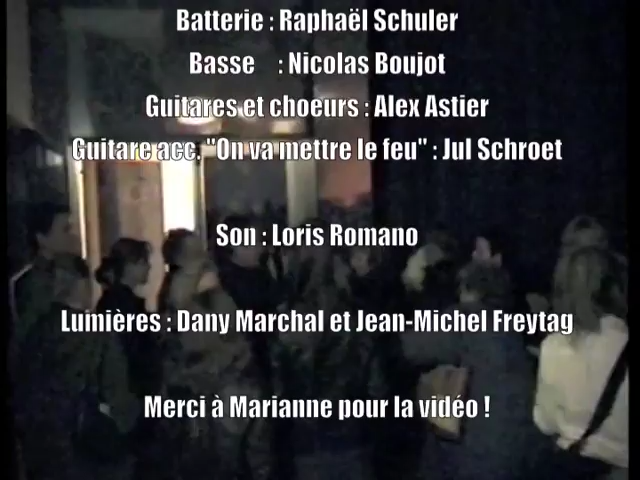 Batterie : Raphaël Schuler
Basse : Nicolas Boujot
Guitares et choeurs : Alex Astier
Guitare acc. "On va mettre le feu" : Jul Schroet
Son : Loris Romano
Lumières : Dany Marchal et Jean-Michel Freytag
Merci à Marianne pour la vidéo !